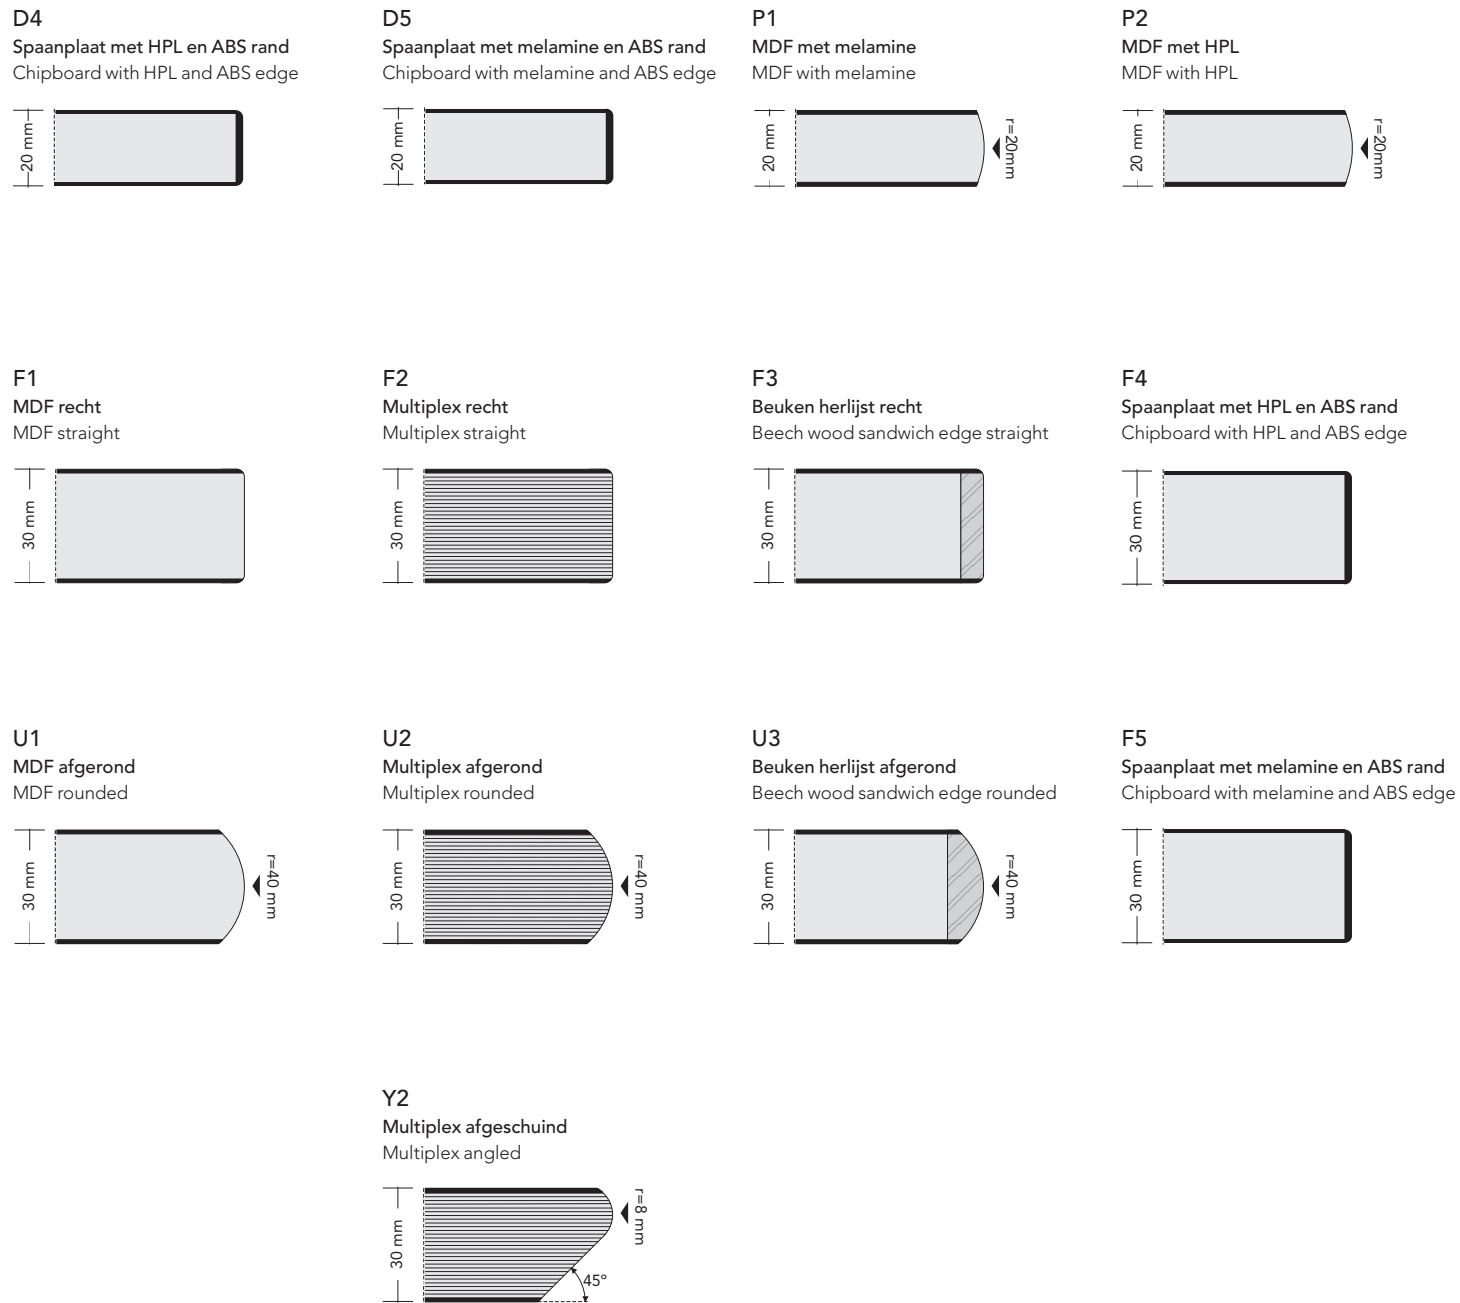 D4
Spaanplaat met HPL en ABS rand
Chipboard with HPL and ABS edge
20 mm
D5
Spaanplaat met melamine en ABS rand
Chipboard with melamine and ABS edge
20 mm
P1
MDF met melamine
MDF with melamine
20 mm
r=20mm
P2
MDF met HPL
MDF with HPL
20 mm
r=20mm
F1
MDF recht
MDF straight
30 mm
F2
Multiplex recht
Multiplex straight
30 mm
F3
Beuken herlijst recht
Beech wood sandwich edge straight
30 mm
F4
Spaanplaat met HPL en ABS rand
Chipboard with HPL and ABS edge
30 mm
U1
MDF afgerond
MDF rounded
30 mm
r=40 mm
U2
Multiplex afgerond
Multiplex rounded
30 mm
r=40 mm
U3
Beuken herlijst afgerond
Beech wood sandwich edge rounded
30 mm
r=40 mm
F5
Spaanplaat met melamine en ABS rand
Chipboard with melamine and ABS edge
30 mm
Y2
Multiplex afgeschuind
Multiplex angled
30 mm
r=8 mm
45°